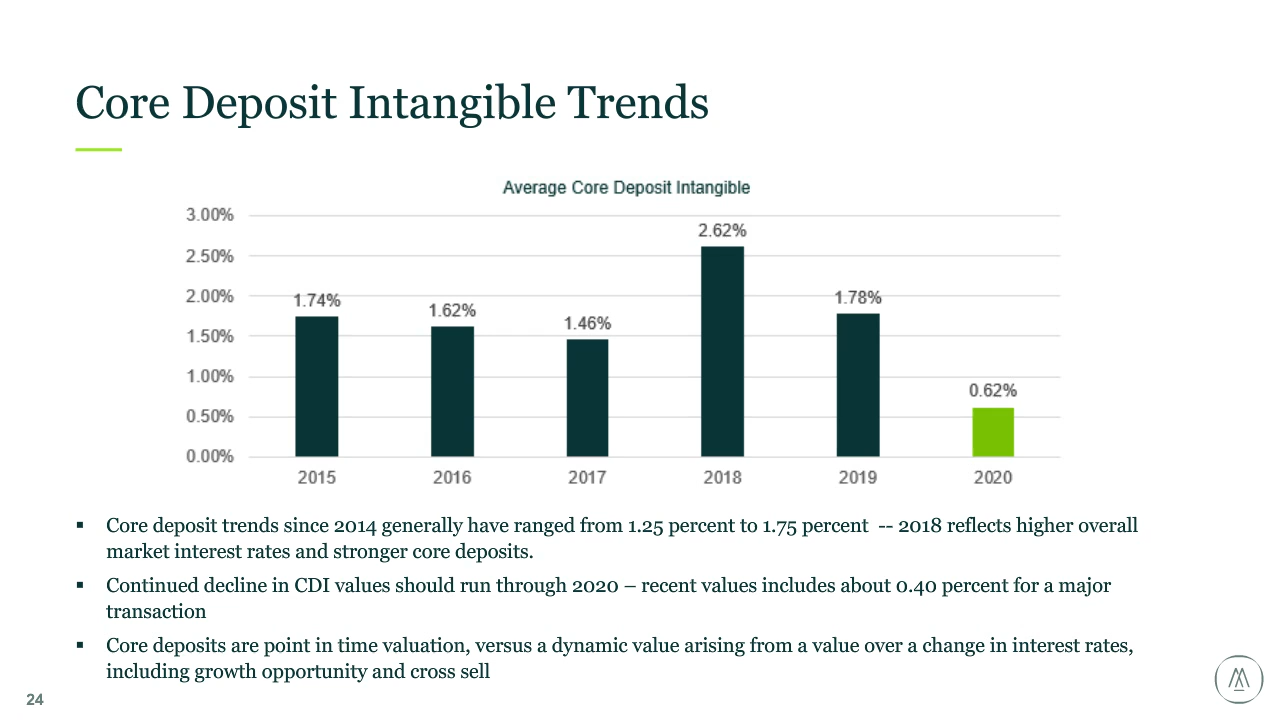 Core Deposit Intangible Trends
Average Core Deposit Intangible
3.00%
2.50%
2.00%
1.50%
1.00%
0.50%
0.00%
1.74%
1.62%
1.46%
2.62%
1.78%
0.62%
2015 2016 2017 2018 2019 2020
▪ Core deposit trends since 2014 generally have ranged from 1.25 percent to 1.75 percent -- 2018 reflects higher overall
market interest rates and stronger core deposits.
▪ Continued decline in CDI values should run through 2020 – recent values includes about 0.40 percent for a major
transaction
▪ Core deposits are point in time valuation, versus a dynamic value arising from a value over a change in interest rates,
including growth opportunity and cross sell
24